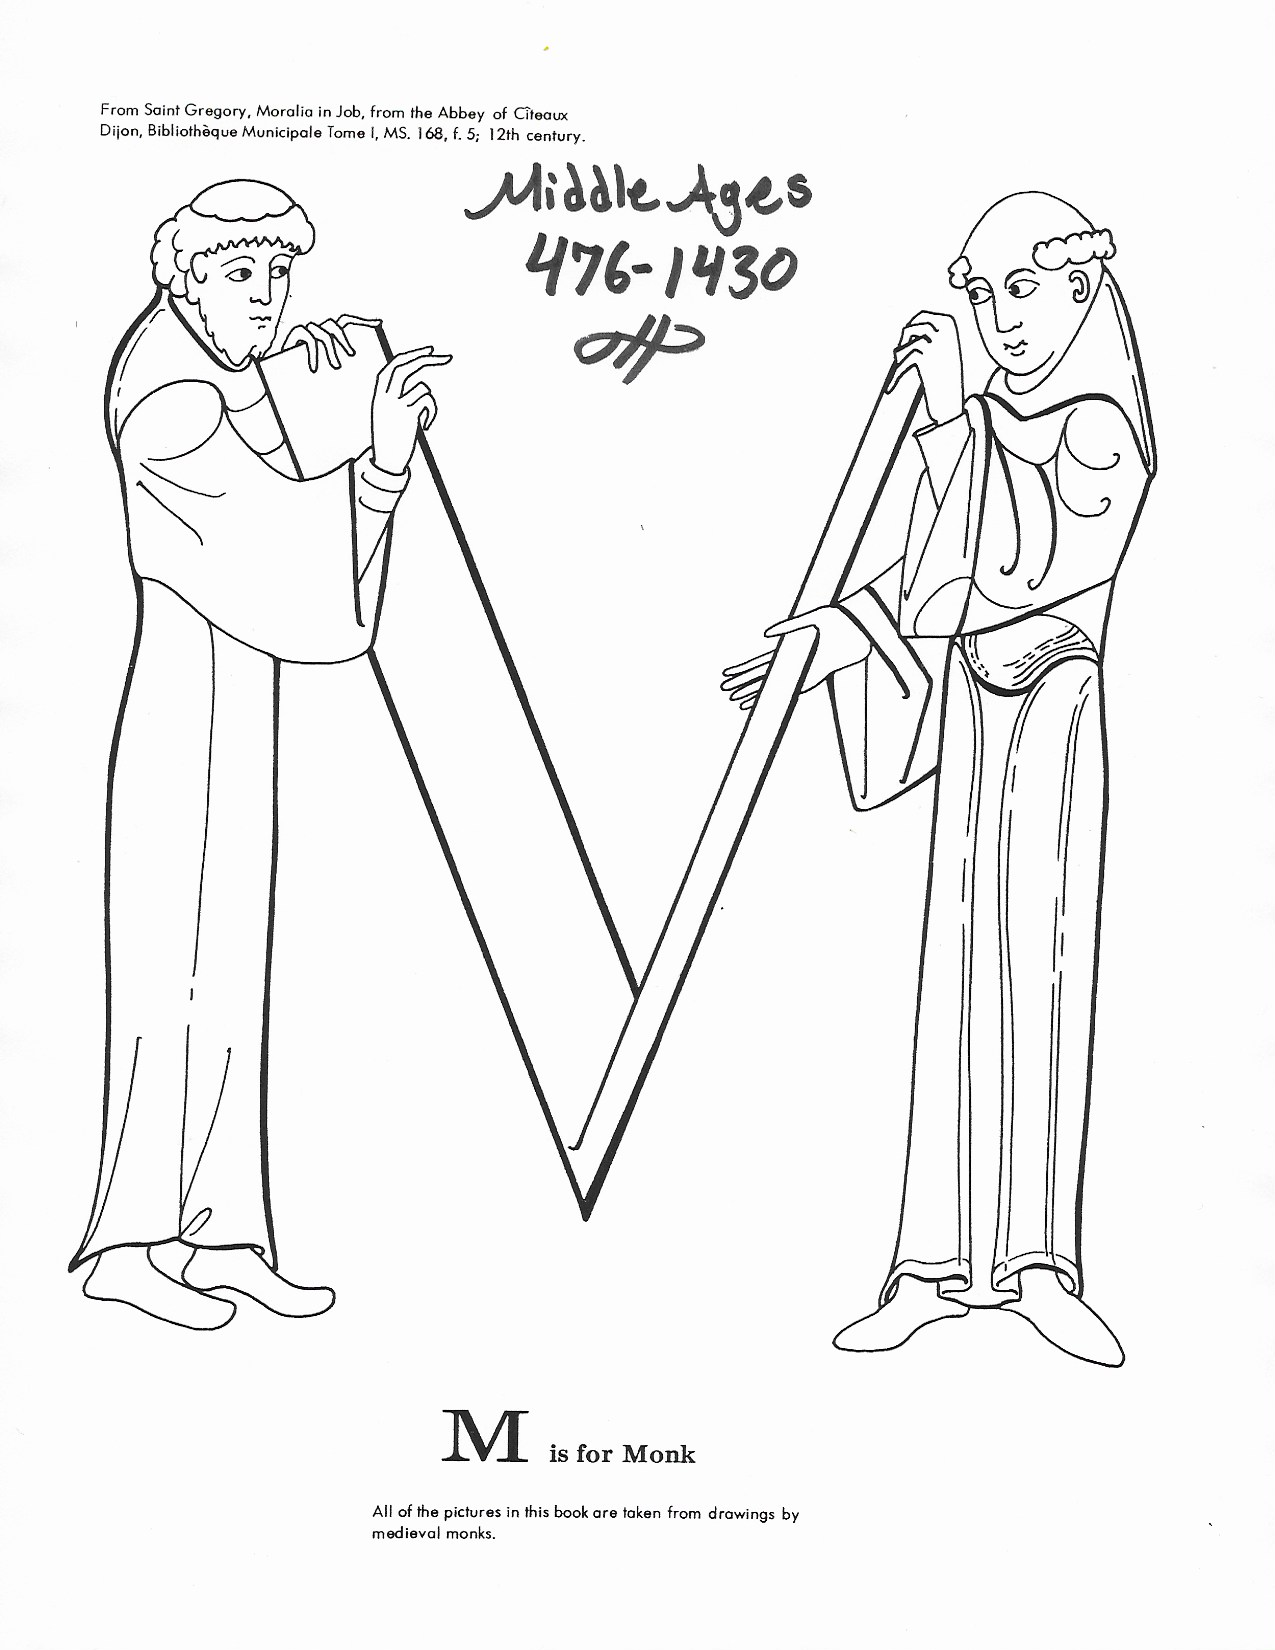 From Saint Gregory, Moralia in Job, from the Abbey of Cîteaux
Dijon, Bibliothèque Municipale Tome I, MS. 168, f. 5; 12th century.
Middle Ages
476-1430
M is for Monk
All of the pictures in this book are taken from drawings by
medieval monks.